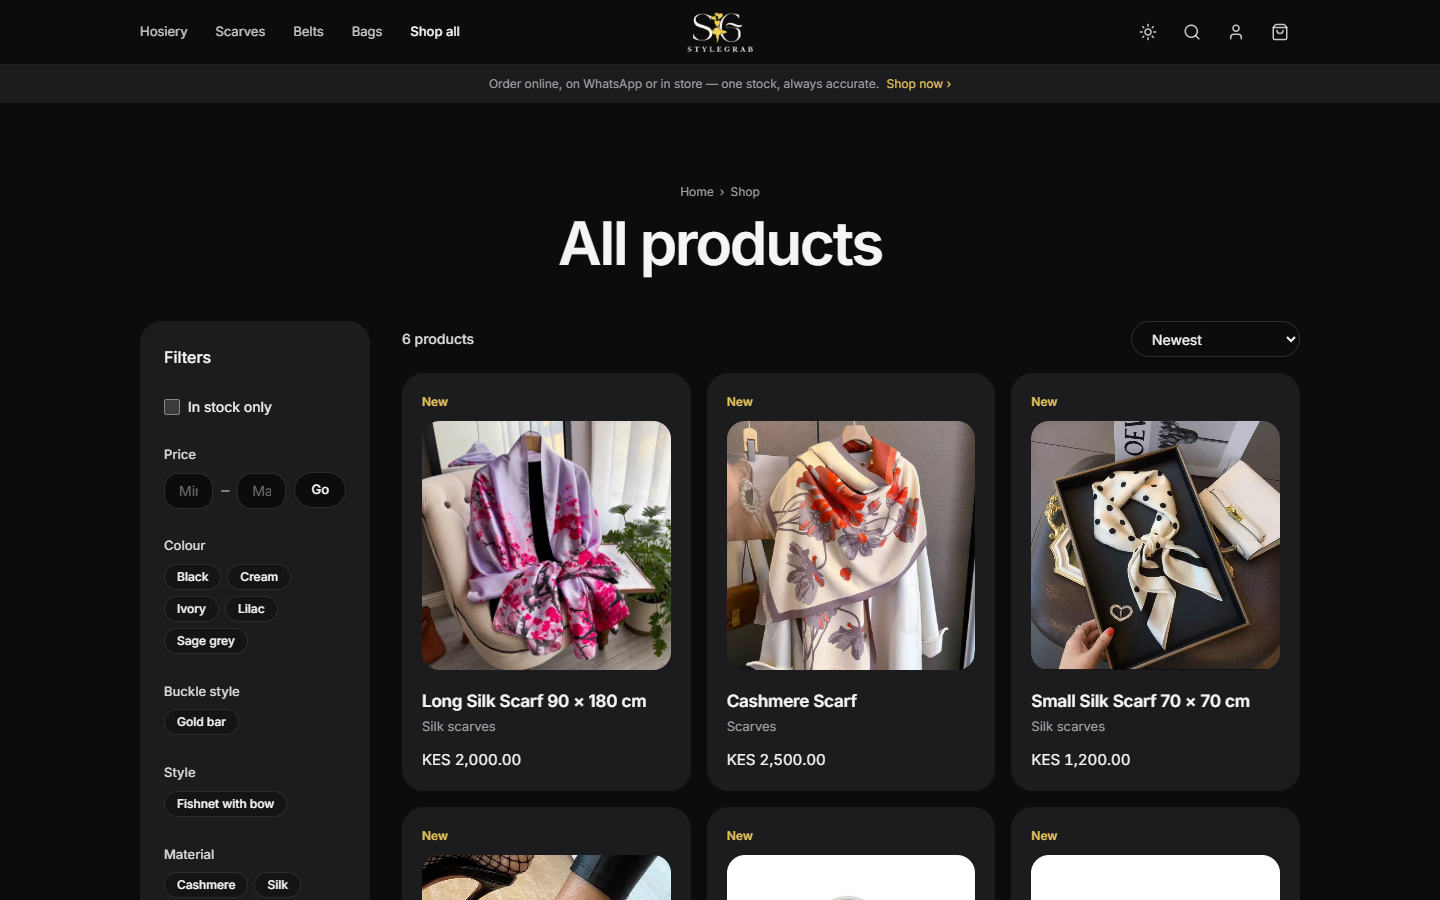 Hosiery
Scarves
Belts
Bags
Shop all
SG
STYLEGRAB
Order online, on WhatsApp or in store — one stock, always accurate. Shop now ›
Home › Shop
All products
Filters
In stock only
Price
Min – Ma
Go
Colour
Black
Cream
Ivory
Lilac
Sage grey
Buckle style
Gold bar
Style
Fishnet with bow
Material
Cashmere
Silk
6 products
Newest
New
Long Silk Scarf 90 × 180 cm
Silk scarves
KES 2,000.00
New
Cashmere Scarf
Scarves
KES 2,500.00
New
Small Silk Scarf 70 × 70 cm
Silk scarves
KES 1,200.00
New
New
New